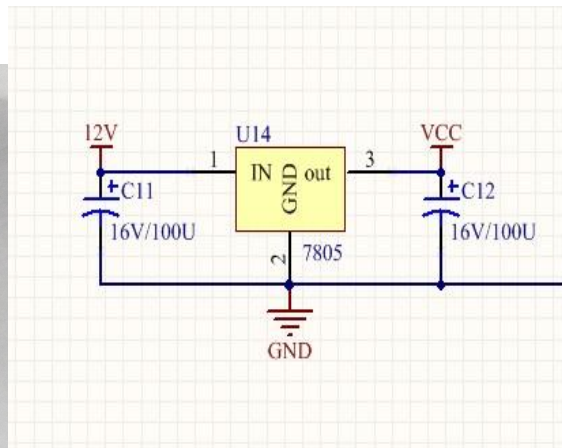 12V
U14
VCC
1
IN
GND
out
3
C11
C12
16V/100U
2
7805
16V/100U
GND